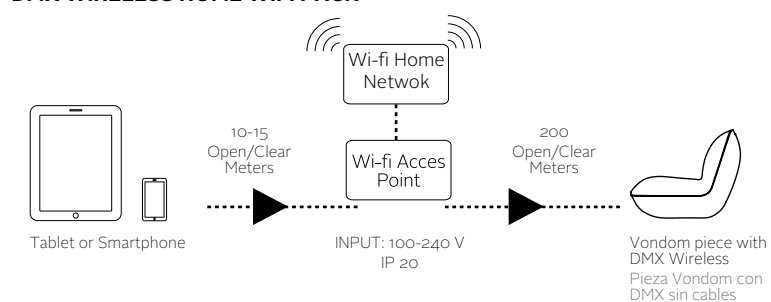 Wi-fi Home
Netwok
10-15
Open/Clear
Meters
Wi-fi Acces
Point
200
Open/Clear
Meters
Tablet or Smartphone
INPUT: 100-240 V
IP 20
Vondom piece with
DMX Wireless
Pieza Vondom con
DMX sin cables